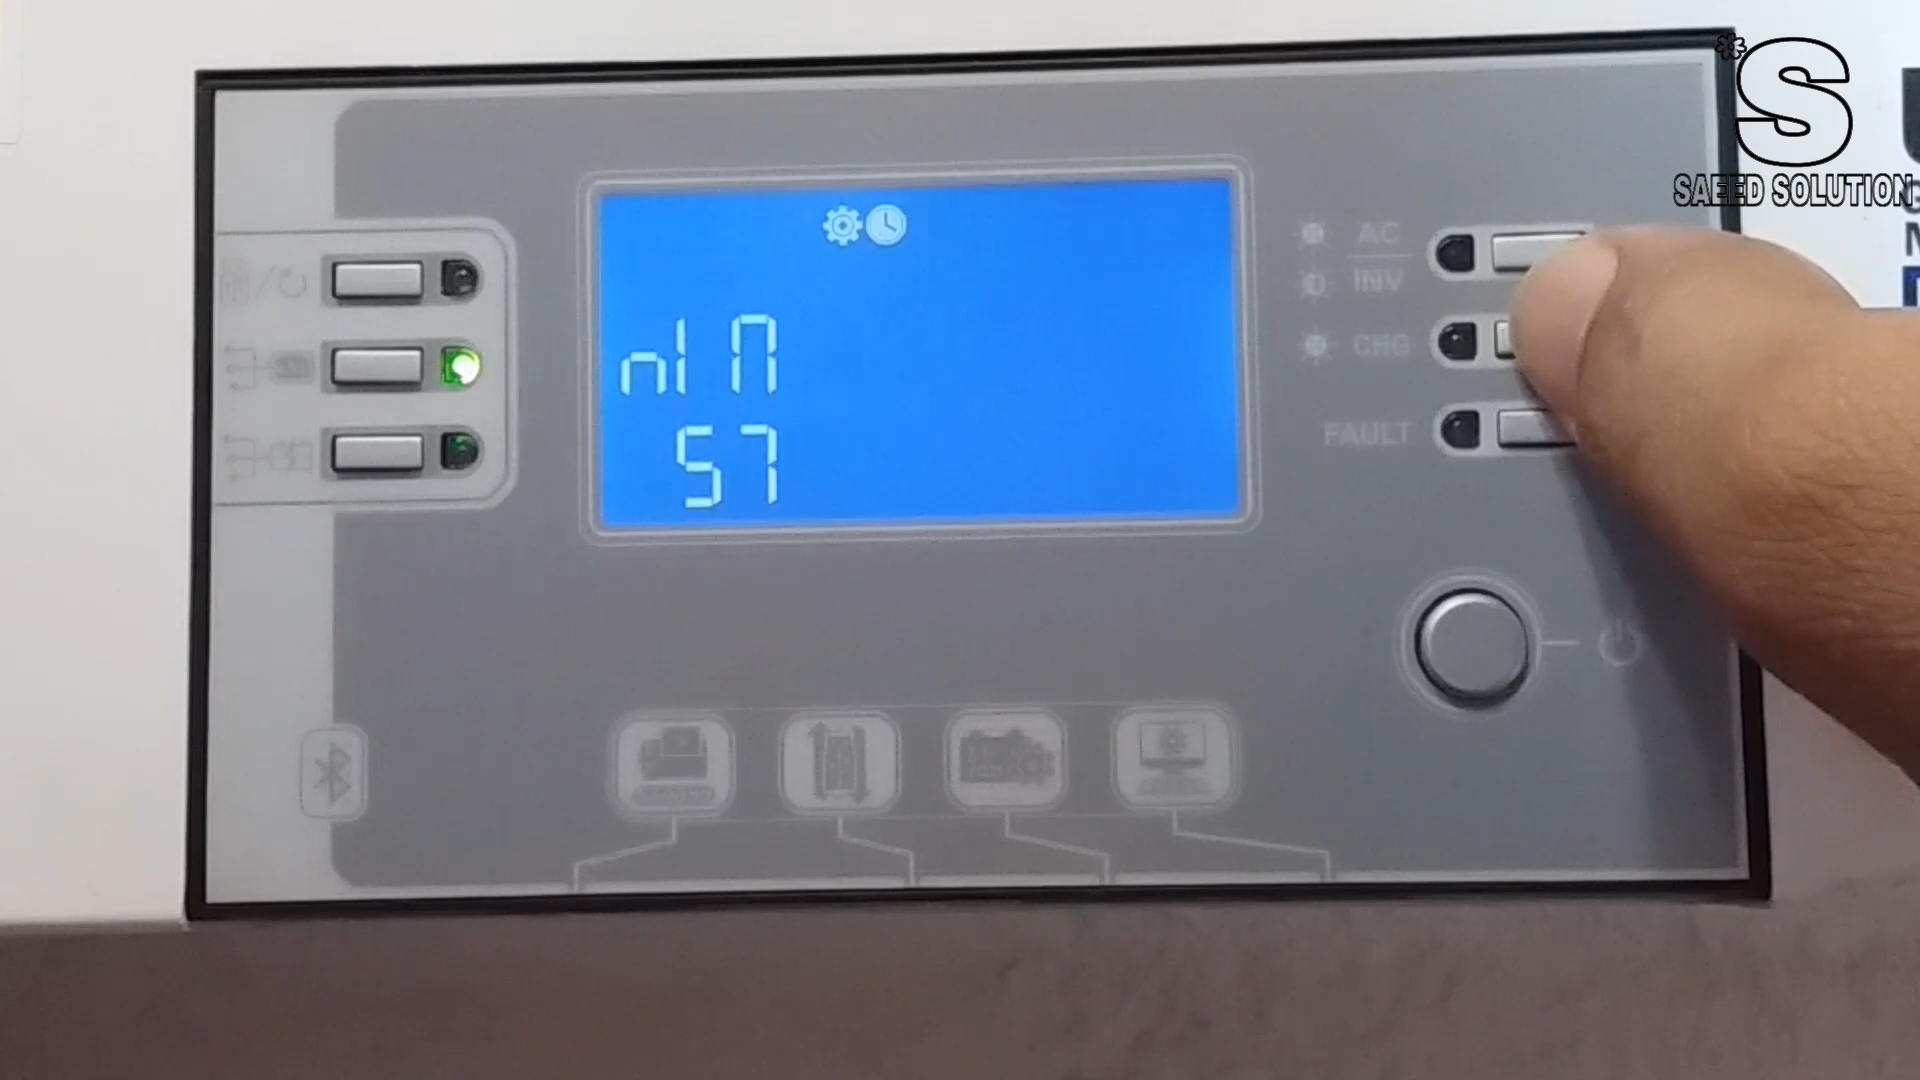 S
SAEED SOLUTION
AC
INV
CHG
FAULT
nIN
57